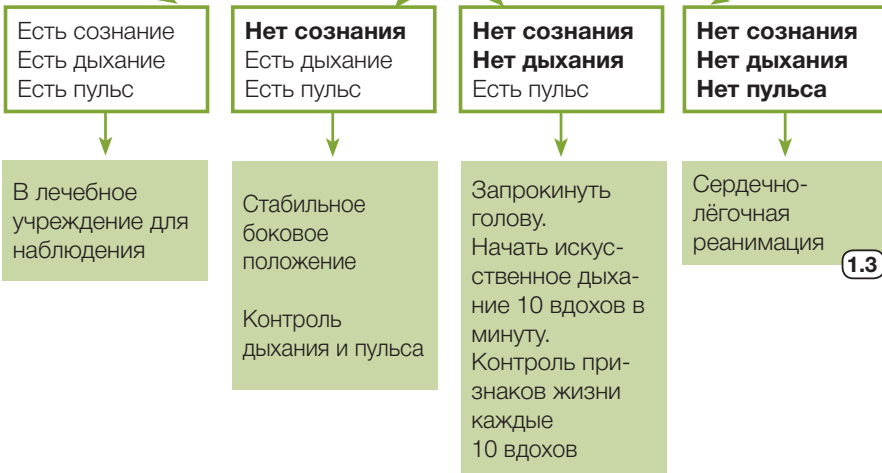 Есть сознание
Есть дыхание
Есть пульс
Нет сознания
Есть дыхание
Есть пульс
Нет сознания
Нет дыхания
Есть пульс
Нет сознания
Нет дыхания
Нет пульса
В лечебное
учреждение для
наблюдения
Стабильное
боковое
положение
Контроль
дыхания и пульса
Запрокинуть
голову.
Начать искус-
ственное дыха-
ние 10 вдохов в
минуту.
Контроль при-
знаков жизни
каждые
10 вдохов
Сердечно-
лёгочная
реанимация
1.3